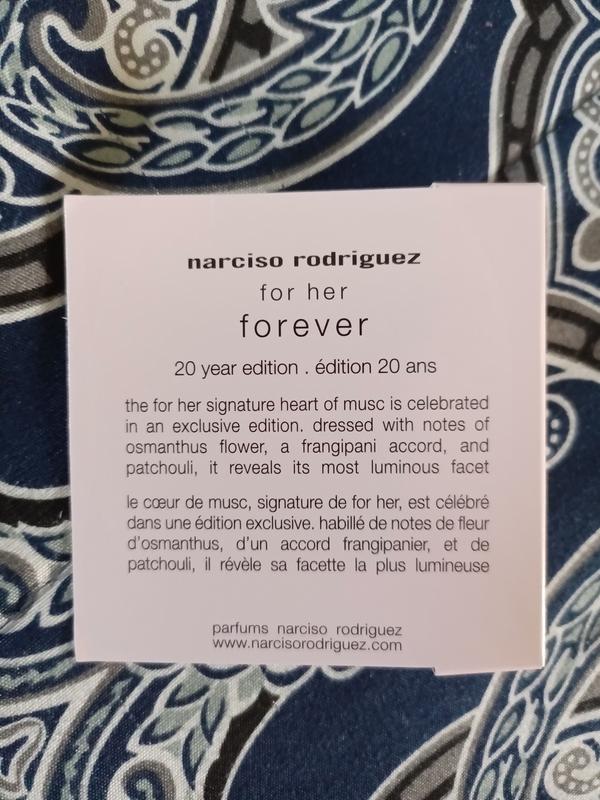 narciso rodriguez
for her
forever
20 year edition . édition 20 ans
the for her signature heart of musc is celebrated
in an exclusive edition. dressed with notes of
osmanthus flower, a frangipani accord, and
patchouli, it reveals its most luminous facet
le cœur de musc, signature de for her, est célébré
dans une édition exclusive. habillé de notes de fleur
d'osmanthus, d'un accord frangipanier, et de
patchouli, il révèle sa facette la plus lumineuse
parfums narciso rodriguez
www.narcisorodriguez.com